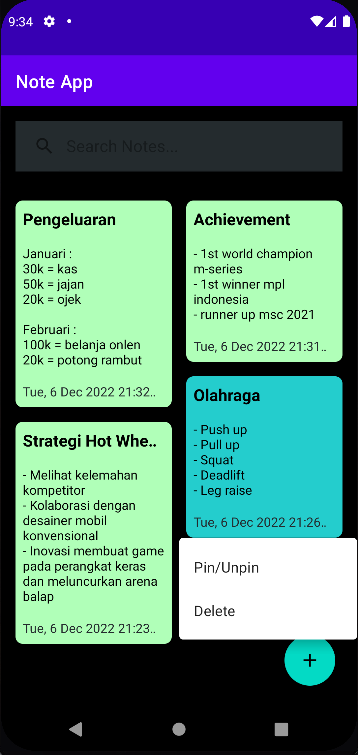 9:34
Note App
Search Notes...
Pengeluaran
Januari :
30k = kas
50k = jajan
20k = ojek
Februari :
100k = belanja onlen
20k = potong rambut
Tue, 6 Dec 2022 21:32..
Achievement
- 1st world champion
m-series
- 1st winner mpl
indonesia
- runner up msc 2021
Tue, 6 Dec 2022 21:31..
Strategi Hot Whe..
- Melihat kelemahan
kompetitor
- Kolaborasi dengan
desainer mobil
konvensional
- Inovasi membuat game
pada perangkat keras
dan meluncurkan arena
balap
Tue, 6 Dec 2022 21:23..
Olahraga
- Push up
- Pull up
- Squat
- Deadlift
- Leg raise
Tue, 6 Dec 2022 21:26..
Pin/Unpin
Delete
+